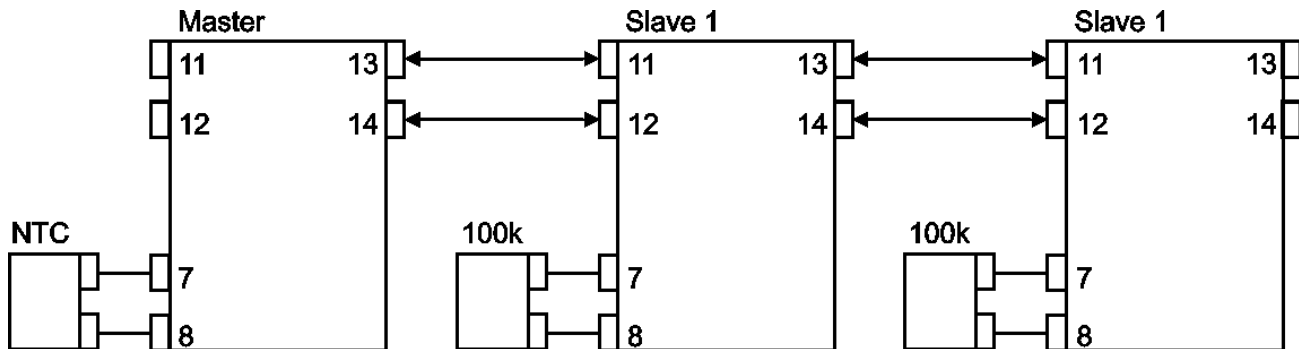 Master Slave 1 Slave 1
11 13 11 13 11 13
12 14 12 14 12 14
NTC 100k 100k
7 7 7
8 8 8